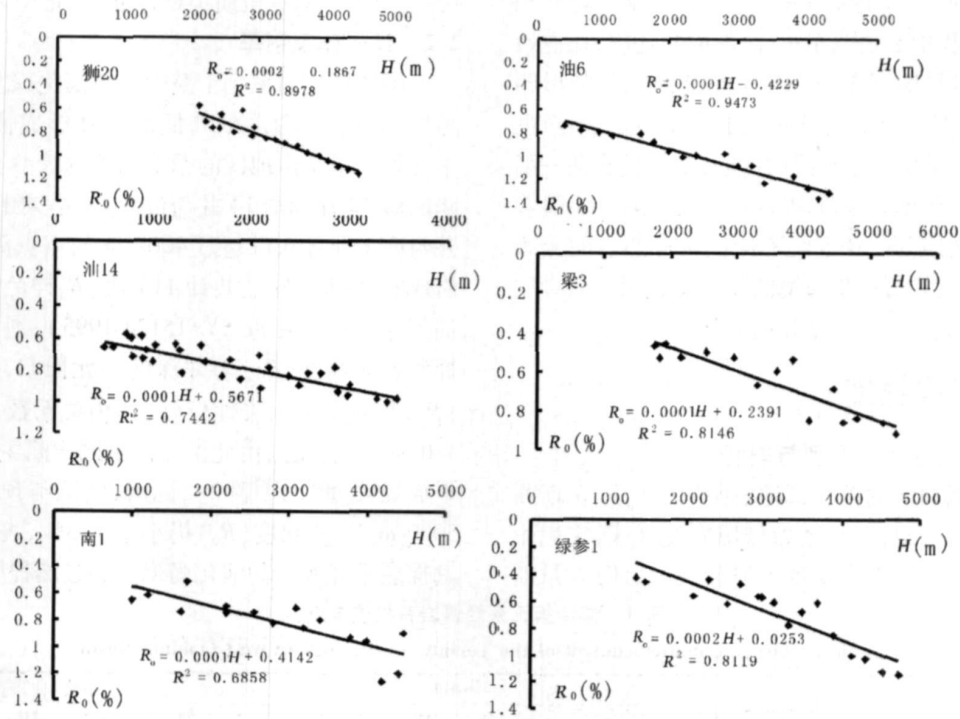 0 1000 2000 3000 4000 5000
0
0.2
0.4
0.6
0.8
1
1.2
1.4
狮20
Rₒ= 0.0002 0.1867
R² = 0.8978
H(m)
R₀(%)
0 1000 2000 3000 4000 5000
0
0.2
0.4
0.6
0.8
1
1.2
1.4
油6
Rₒ= 0.0001H- 0.4229
R² = 0.9473
H(m)
R₀(%)
0 1000 2000 3000 4000
0
0.2
0.4
0.6
0.8
1
1.2
油14
H(m)
Rₒ= 0.0001H + 0.5671
R² = 0.7442
R₀(%)
0 1000 2000 3000 4000 5000 6000
0
0.2
0.4
0.6
0.8
1
梁3
H(m)
Rₒ= 0.0001H + 0.2391
R² = 0.8146
R₀(%)
0 1000 2000 3000 4000 5000
0
0.2
0.4
0.6
0.8
1
1.2
1.4
南1
H(m)
Rₒ= 0.0001H + 0.4142
R² = 0.6858
R₀(%)
0 1000 2000 3000 4000 5000
0
0.2
0.4
0.6
0.8
1
1.2
1.4
绿参1
H(m)
Rₒ= 0.0002H + 0.0253
R² = 0.8119
R₀(%)